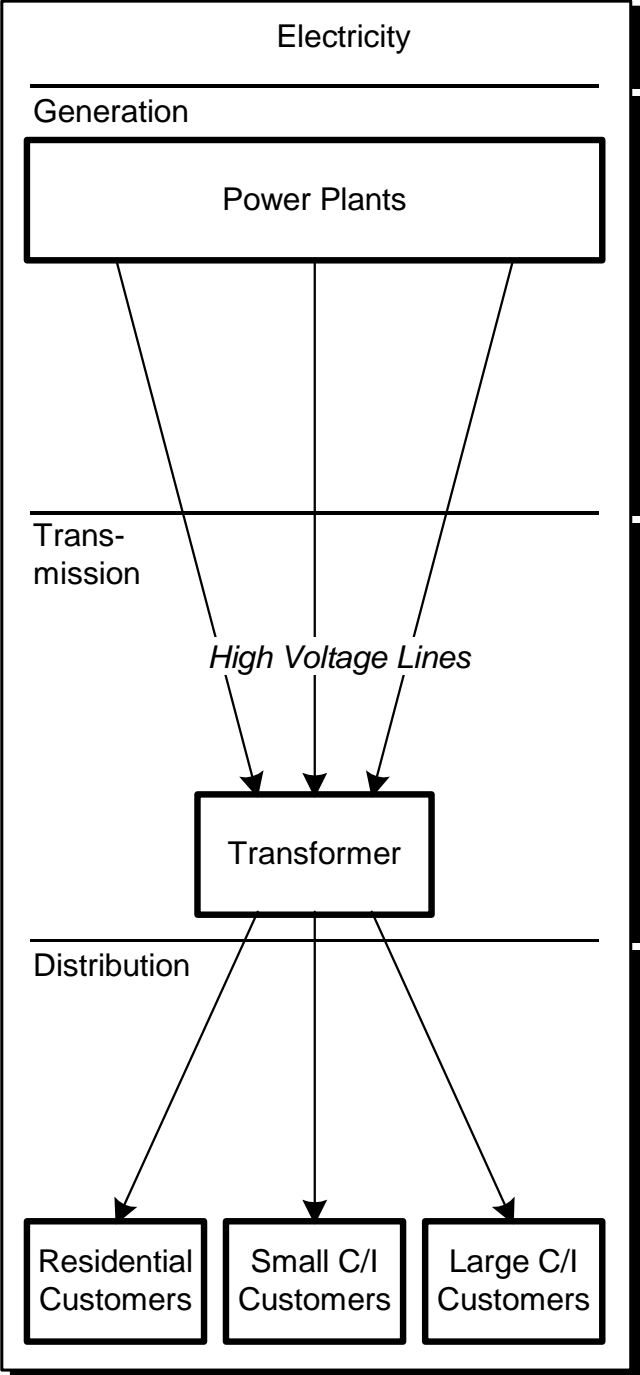 Electricity
Generation
Power Plants
Trans-
mission
High Voltage Lines
Transformer
Distribution
Residential
Customers
Small C/I
Customers
Large C/I
Customers